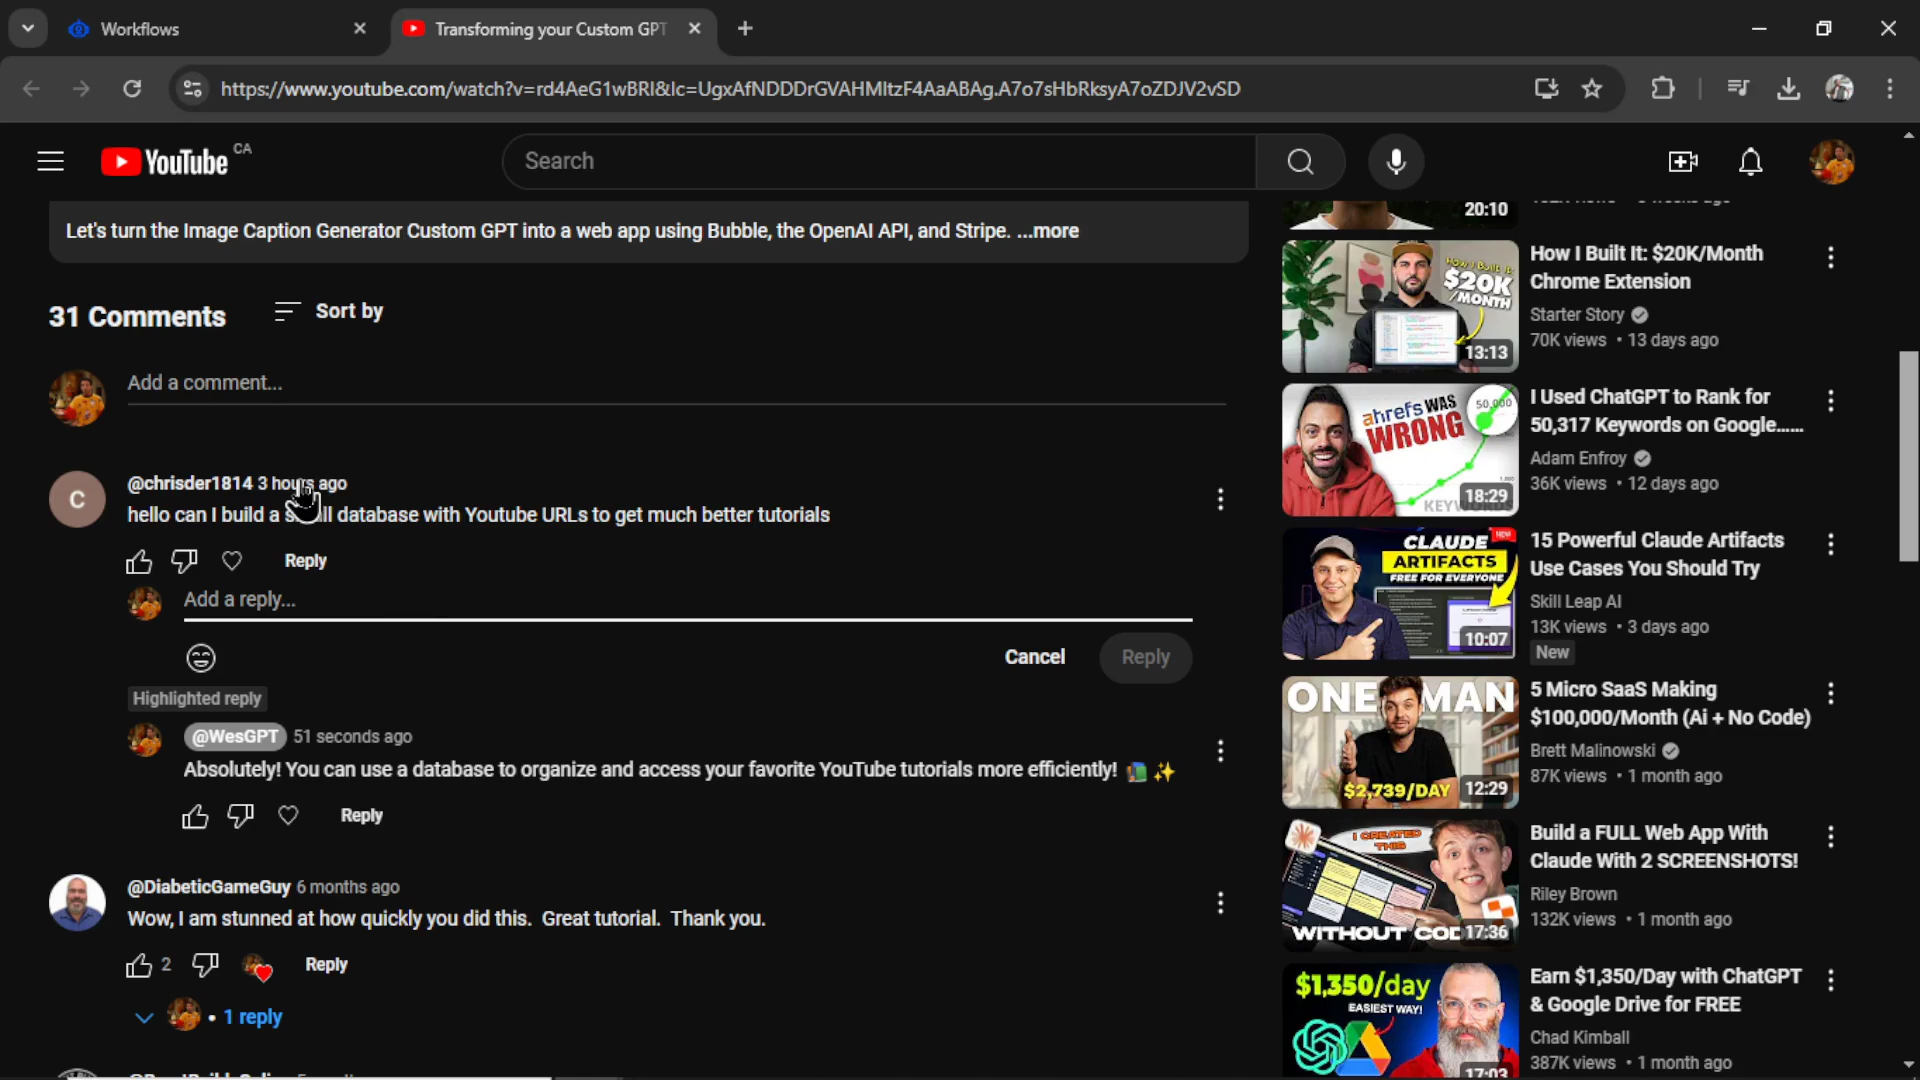 Workflows
Transforming your Custom GPT
https://www.youtube.com/watch?v=rd4AeG1wBRI&lc=UgxAfNDDDrGVAHMItzF4AaABAg.A7o7sHbRksyA7oZDJV2vSD
YouTube CA
Search
Let's turn the Image Caption Generator Custom GPT into a web app using Bubble, the OpenAI API, and Stripe. ...more
31 Comments
Sort by
Add a comment...
C
@chrisder1814 3 hours ago
hello can I build a small database with Youtube URLs to get much better tutorials
Reply
Add a reply...
Cancel
Reply
Highlighted reply
@WesGPT 51 seconds ago
Absolutely! You can use a database to organize and access your favorite YouTube tutorials more efficiently!
Reply
@DiabeticGameGuy 6 months ago
Wow, I am stunned at how quickly you did this. Great tutorial. Thank you.
2
Reply
• 1 reply
20:10
HOW I BUILT IT:
$20K
/MONTH
13:13
How I Built It: $20K/Month
Chrome Extension
Starter Story
70K views • 13 days ago
ahrefs WAS
WRONG
50,000
KEYWORDS
18:29
I Used ChatGPT to Rank for
50,317 Keywords on Google......
Adam Enfroy
36K views • 12 days ago
NEW
CLAUDE
ARTIFACTS
FREE FOR EVERYONE
10:07
15 Powerful Claude Artifacts
Use Cases You Should Try
Skill Leap AI
13K views • 3 days ago
New
ONE MAN
$2,739/DAY
12:29
5 Micro SaaS Making
$100,000/Month (Ai + No Code)
Brett Malinowski
87K views • 1 month ago
I CREATED
THIS
WITHOUT COD
17:36
Build a FULL Web App With
Claude With 2 SCREENSHOTS!
Riley Brown
132K views • 1 month ago
$1,350/day
EASIEST WAY!
17:03
Earn $1,350/Day with ChatGPT
& Google Drive for FREE
Chad Kimball
387K views • 1 month ago